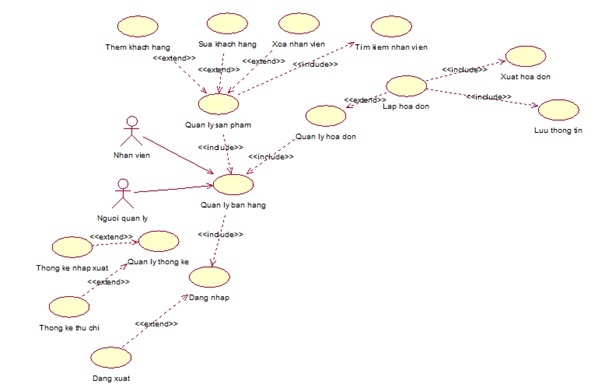 Them khach hang
Sua khach hang
Xoa nhan vien
Tim kiem nhan vien
<<extend>>
<<extend>>
<<extend>>
<<include>>
Xuat hoa don
<<include>>
Lap hoa don
<<extend>>
<<include>>
Luu thong tin
Quan ly san pham
Quan ly hoa don
<<include>>
<<include>>
Nhan vien
Quan ly ban hang
Nguoi quan ly
<<include>>
<<extend>>
Thong ke nhap xuat
Quan ly thong ke
<<extend>>
Dang nhap
Thong ke thu chi
<<extend>>
Dang xuat